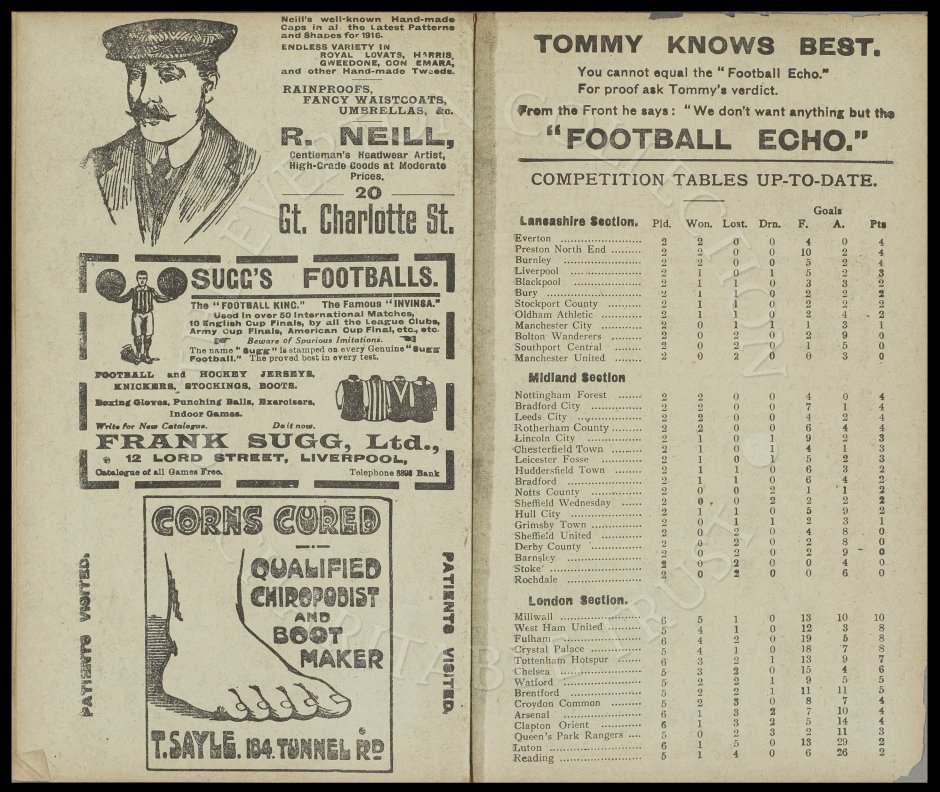 Neill's well-known Hand-made
Caps in all the Latest Patterns
and Shapes for 1916.
ENDLESS VARIETY IN
ROYAL LOVATS, HARRIS,
GWEEDONE, CON EMARA,
and other Hand-made Tweeds.
RAINPROOFS,
FANCY WAISTCOATS,
UMBRELLAS, &c.
R. NEILL,
Gentleman's Headwear Artist,
High-Grade Goods at Moderate
Prices.
20
Gt. Charlotte St.
SUGG'S FOOTBALLS.
The "FOOTBALL KING." The Famous "INVINSA."
Used in over 50 International Matches,
10 English Cup Finals, by all the League Clubs,
Army Cup Finals, American Cup Final, etc., etc.
Beware of Spurious Imitations.
The name "Sugg" is stamped on every Genuine "Sugg
Football." The proved best in every test.
FOOTBALL and HOCKEY JERSEYS,
KNICKERS, STOCKINGS, BOOTS.
Boxing Gloves, Punching Balls, Exercisers,
Indoor Games.
Write for New Catalogue. Do it now.
FRANK SUGG, Ltd.,
12 LORD STREET, LIVERPOOL,
Catalogue of all Games Free. Telephone 5898 Bank
PATIENTS VISITED.
CORNS CURED
QUALIFIED
CHIROPODIST
AND
BOOT
MAKER
T. SAYLE. 184. TUNNEL RD
PATIENTS VISITED.
TOMMY KNOWS BEST.
You cannot equal the "Football Echo."
For proof ask Tommy's verdict.
From the Front he says: "We don't want anything but the
"FOOTBALL ECHO."
COMPETITION TABLES UP-TO-DATE.
Goals
Lancashire Section. Pld. Won. Lost. Drn. F. A. Pts
Everton 2 2 0 0 4 0 4
Preston North End 2 2 0 0 10 2 4
Burnley 2 2 0 0 5 2 4
Liverpool 2 1 0 1 5 2 3
Blackpool 2 1 1 0 3 3 2
Bury 2 1 1 0 2 2 2
Stockport County 2 1 1 0 2 2 2
Oldham Athletic 2 1 1 0 2 4 2
Manchester City 2 0 1 1 1 3 1
Bolton Wanderers 2 0 2 0 2 9 0
Southport Central 2 0 2 0 1 5 0
Manchester United 2 0 2 0 0 3 0
Midland Section
Nottingham Forest 2 2 0 0 4 0 4
Bradford City 2 2 0 0 7 1 4
Leeds City 2 2 0 0 4 2 4
Rotherham County 2 2 0 0 6 4 4
Lincoln City 2 1 0 1 9 2 3
Chesterfield Town 2 1 0 1 4 1 3
Leicester Fosse 2 1 0 1 5 2 3
Huddersfield Town 2 1 1 0 6 3 2
Bradford 2 1 1 0 6 4 2
Notts County 2 0 0 2 1 1 2
Sheffield Wednesday 2 0 0 2 2 2 2
Hull City 2 1 1 0 5 9 2
Grimsby Town 2 0 1 1 2 3 1
Sheffield United 2 0 2 0 4 8 0
Derby County 2 0 2 0 2 8 0
Barnsley 2 0 2 0 2 9 0
Stoke 2 0 2 0 0 4 0
Rochdale 2 0 2 0 0 6 0
London Section.
Millwall 6 5 1 0 13 10 10
West Ham United 5 4 1 0 12 3 8
Fulham 6 4 2 0 19 5 8
Crystal Palace 5 4 1 0 18 7 8
Tottenham Hotspur 6 3 2 1 13 9 7
Chelsea 5 3 2 0 15 4 6
Watford 5 2 2 1 9 5 5
Brentford 5 2 2 1 11 11 5
Croydon Common 5 2 3 0 8 7 4
Arsenal 6 1 3 2 7 10 4
Clapton Orient 6 1 3 2 5 14 4
Queen's Park Rangers 5 0 2 3 2 11 3
Luton 6 1 5 0 13 29 2
Reading 5 1 4 0 6 26 2